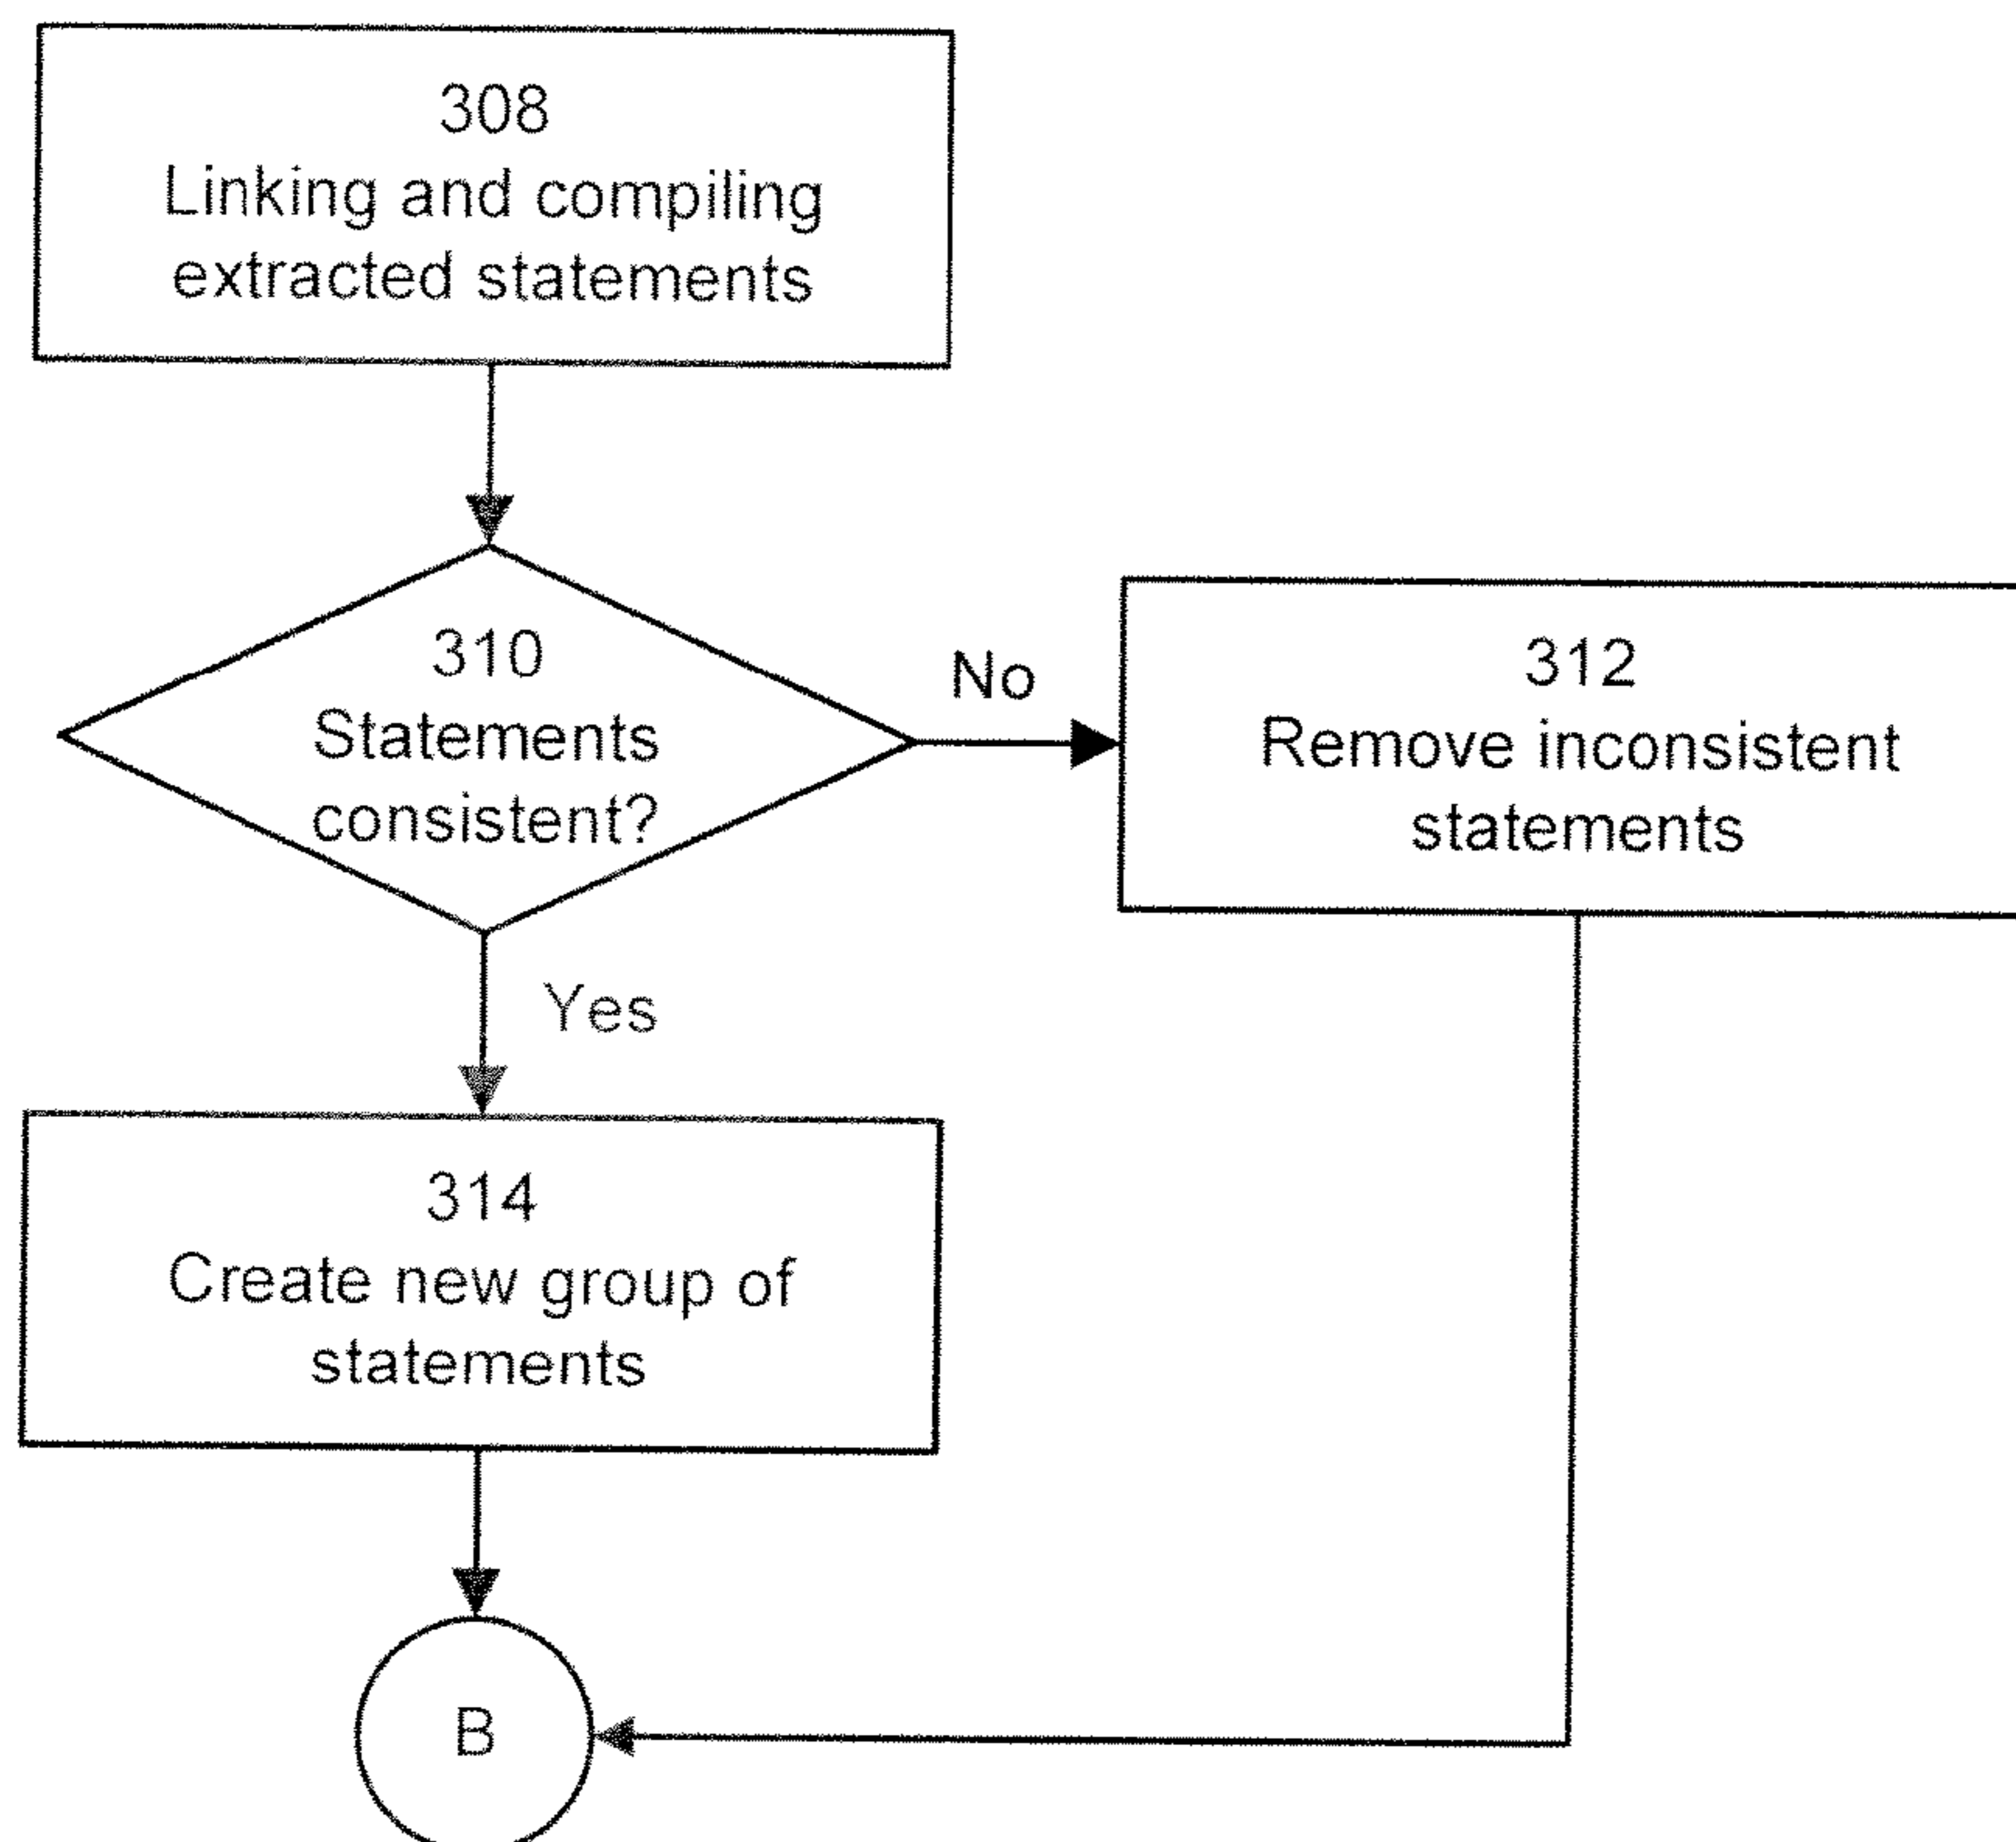 308
Linking and compiling
extracted statements
310
Statements
consistent?
No
312
Remove inconsistent
statements
Yes
314
Create new group of
statements
B